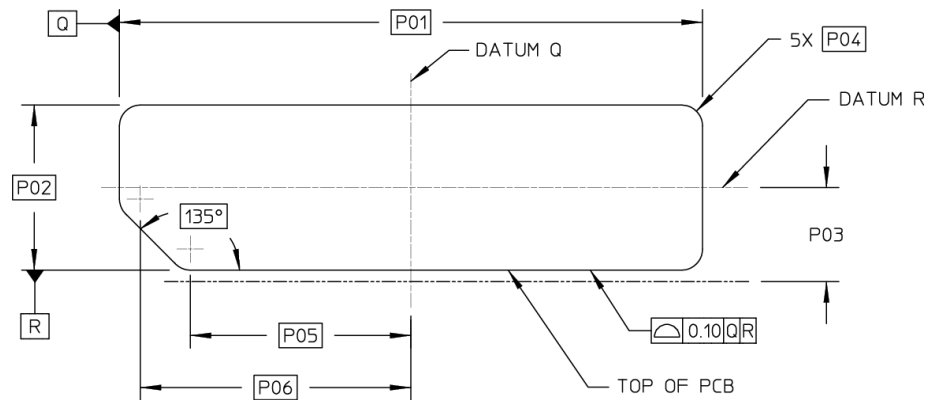 Q
P01
DATUM Q
5X P04
DATUM R
P02
135°
P03
R
P05
0.10 Q R
P06
TOP OF PCB